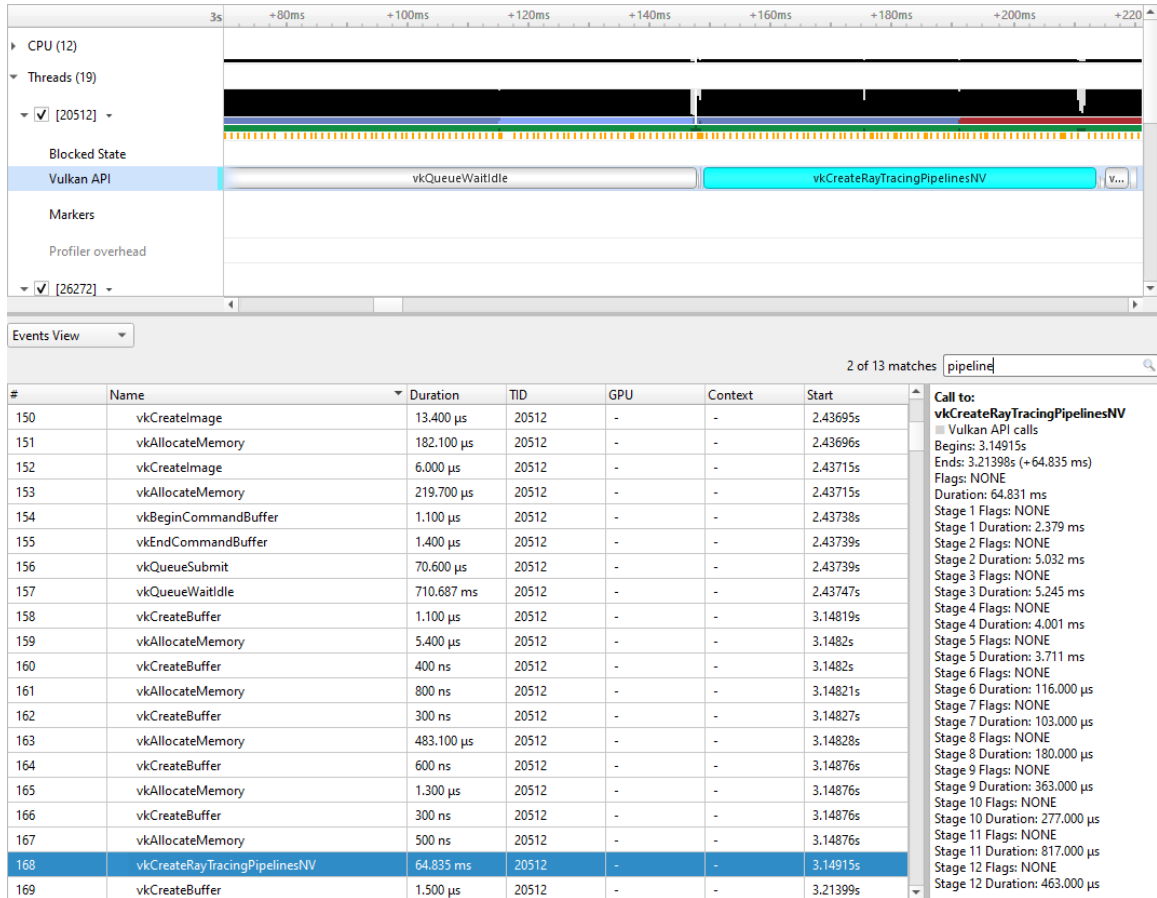 3s +80ms +100ms +120ms +140ms +160ms +180ms +200ms +220
CPU (12)
Threads (19)
[20512]
Blocked State
Vulkan API vkQueueWaitIdle vkCreateRayTracingPipelinesNV v...
Markers
Profiler overhead
[26272]
Events View
2 of 13 matches pipeline
# Name Duration TID GPU Context Start
150 vkCreateImage 13.400 µs 20512 - - 2.43695s
151 vkAllocateMemory 182.100 µs 20512 - - 2.43696s
152 vkCreateImage 6.000 µs 20512 - - 2.43715s
153 vkAllocateMemory 219.700 µs 20512 - - 2.43715s
154 vkBeginCommandBuffer 1.100 µs 20512 - - 2.43738s
155 vkEndCommandBuffer 1.400 µs 20512 - - 2.43739s
156 vkQueueSubmit 70.600 µs 20512 - - 2.43739s
157 vkQueueWaitIdle 710.687 ms 20512 - - 2.43747s
158 vkCreateBuffer 1.100 µs 20512 - - 3.14819s
159 vkAllocateMemory 5.400 µs 20512 - - 3.1482s
160 vkCreateBuffer 400 ns 20512 - - 3.1482s
161 vkAllocateMemory 800 ns 20512 - - 3.14821s
162 vkCreateBuffer 300 ns 20512 - - 3.14827s
163 vkAllocateMemory 483.100 µs 20512 - - 3.14828s
164 vkCreateBuffer 600 ns 20512 - - 3.14876s
165 vkAllocateMemory 1.300 µs 20512 - - 3.14876s
166 vkCreateBuffer 300 ns 20512 - - 3.14876s
167 vkAllocateMemory 500 ns 20512 - - 3.14876s
168 vkCreateRayTracingPipelinesNV 64.835 ms 20512 - - 3.14915s
169 vkCreateBuffer 1.500 µs 20512 - - 3.21399s
Call to:
vkCreateRayTracingPipelinesNV
Vulkan API calls
Begins: 3.14915s
Ends: 3.21398s (+64.835 ms)
Flags: NONE
Duration: 64.831 ms
Stage 1 Flags: NONE
Stage 1 Duration: 2.379 ms
Stage 2 Flags: NONE
Stage 2 Duration: 5.032 ms
Stage 3 Flags: NONE
Stage 3 Duration: 5.245 ms
Stage 4 Flags: NONE
Stage 4 Duration: 4.001 ms
Stage 5 Flags: NONE
Stage 5 Duration: 3.711 ms
Stage 6 Flags: NONE
Stage 6 Duration: 116.000 µs
Stage 7 Flags: NONE
Stage 7 Duration: 103.000 µs
Stage 8 Flags: NONE
Stage 8 Duration: 180.000 µs
Stage 9 Flags: NONE
Stage 9 Duration: 363.000 µs
Stage 10 Flags: NONE
Stage 10 Duration: 277.000 µs
Stage 11 Flags: NONE
Stage 11 Duration: 817.000 µs
Stage 12 Flags: NONE
Stage 12 Duration: 463.000 µs